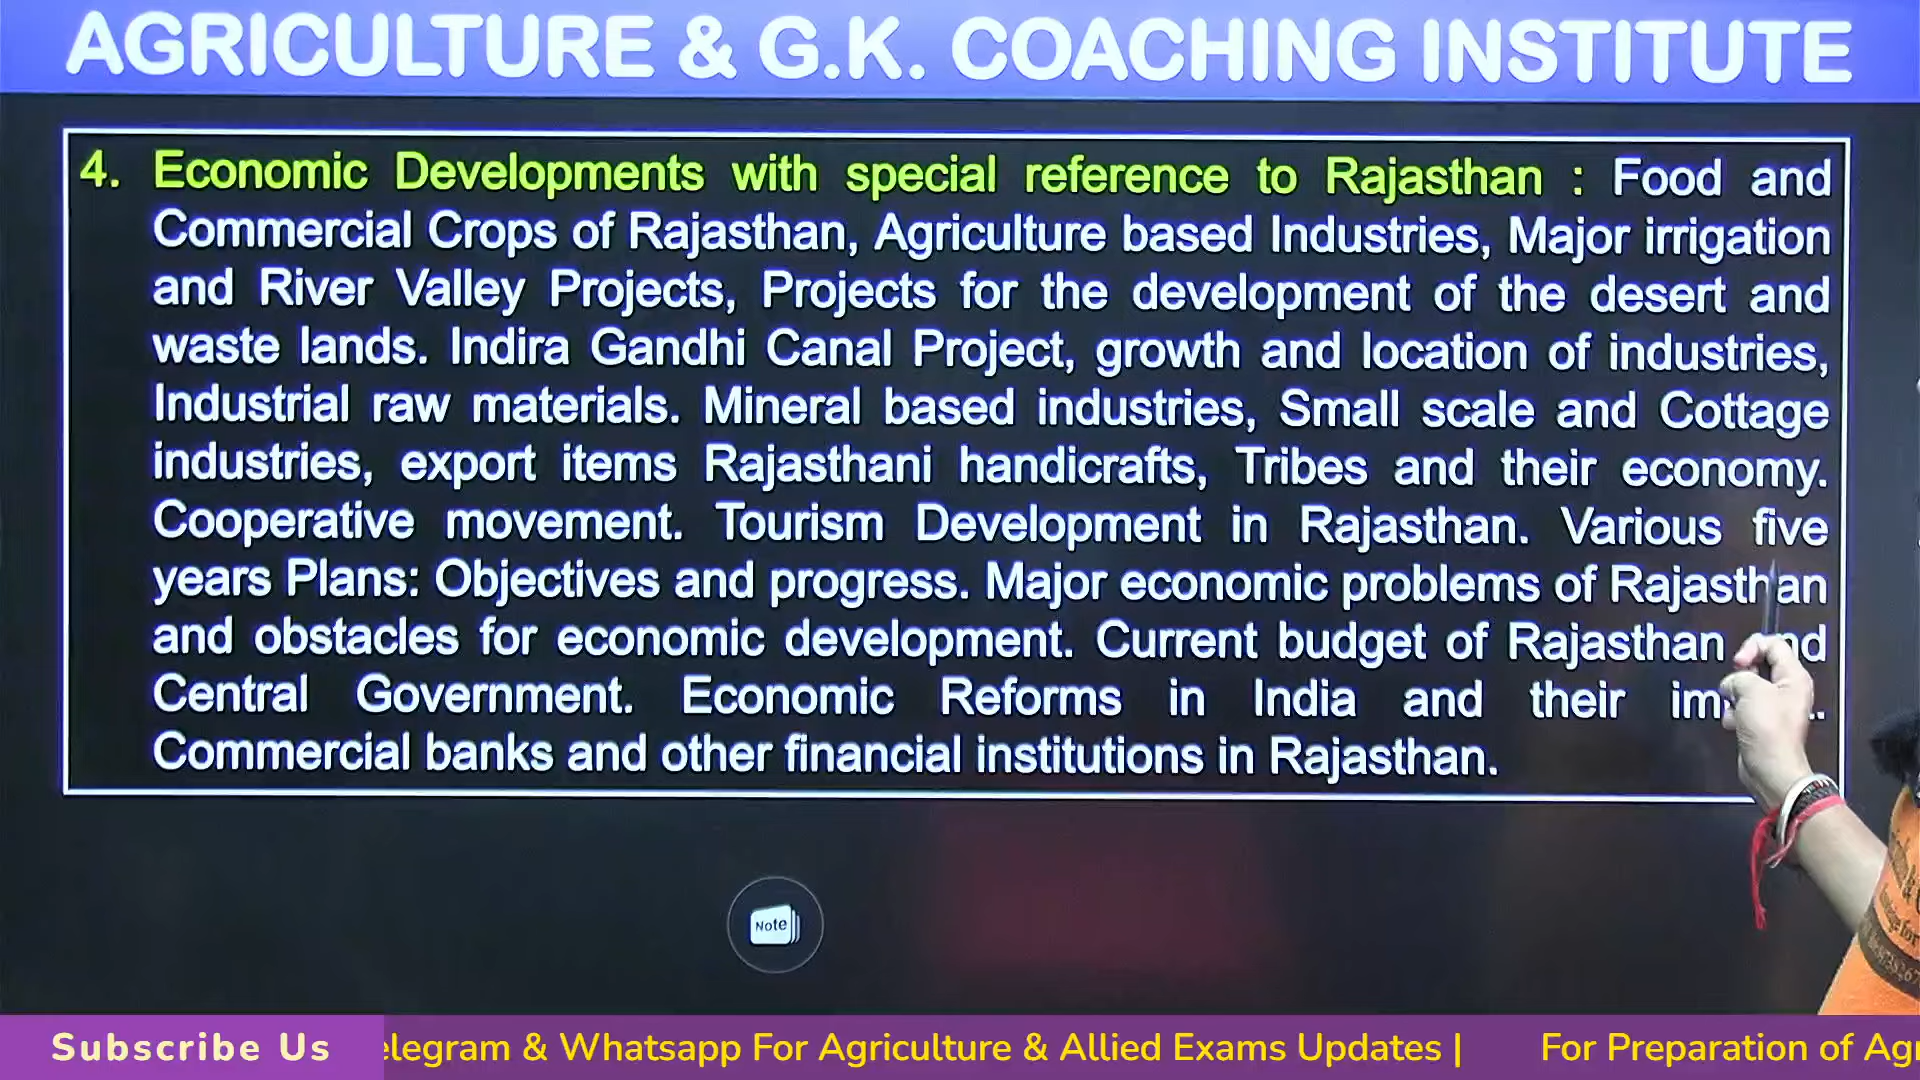 AGRICULTURE & G.K. COACHING INSTITUTE
4. Economic Developments with special reference to Rajasthan : Food and
Commercial Crops of Rajasthan, Agriculture based Industries, Major irrigation
and River Valley Projects, Projects for the development of the desert and
waste lands. Indira Gandhi Canal Project, growth and location of industries,
Industrial raw materials. Mineral based industries, Small scale and Cottage
industries, export items Rajasthani handicrafts, Tribes and their economy.
Cooperative movement. Tourism Development in Rajasthan. Various five
years Plans: Objectives and progress. Major economic problems of Rajasthan
and obstacles for economic development. Current budget of Rajasthan
Central Government. Economic Reforms in India and their
Commercial banks and other financial institutions in Rajasthan.
Note
Subscribe Us
elegram & Whatsapp For Agriculture & Allied Exams Updates | For Preparation of